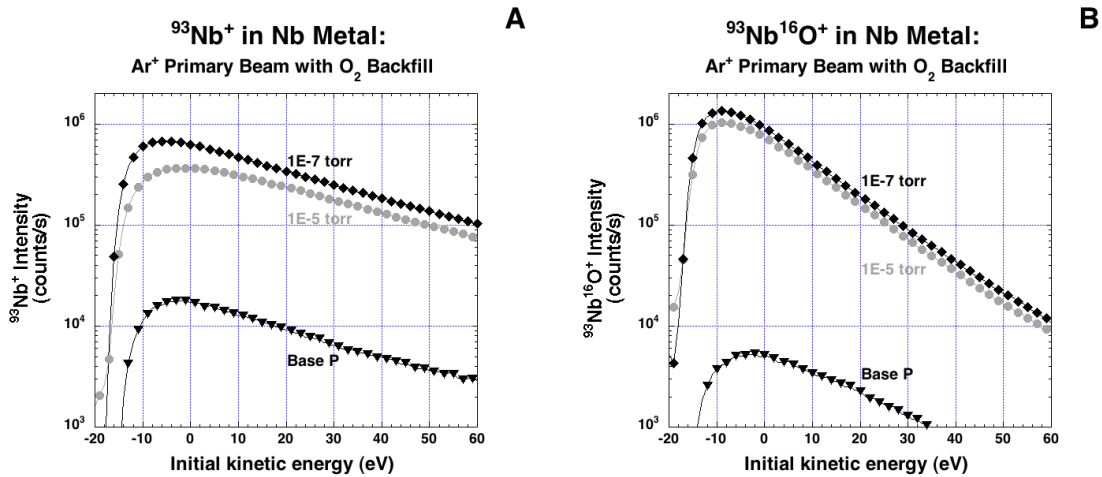 A
⁹³Nb⁺ in Nb Metal:
Ar⁺ Primary Beam with O₂ Backfill
10⁶
10⁵
10⁴
10³
⁹³Nb⁺ Intensity
(counts/s)
1E-7 torr
1E-5 torr
Base P
-20 -10 0 10 20 30 40 50 60
Initial kinetic energy (eV)
B
⁹³Nb¹⁶O⁺ in Nb Metal:
Ar⁺ Primary Beam with O₂ Backfill
10⁶
10⁵
10⁴
10³
⁹³Nb¹⁶O⁺ Intensity
(counts/s)
1E-7 torr
1E-5 torr
Base P
-20 -10 0 10 20 30 40 50 60
Initial kinetic energy (eV)